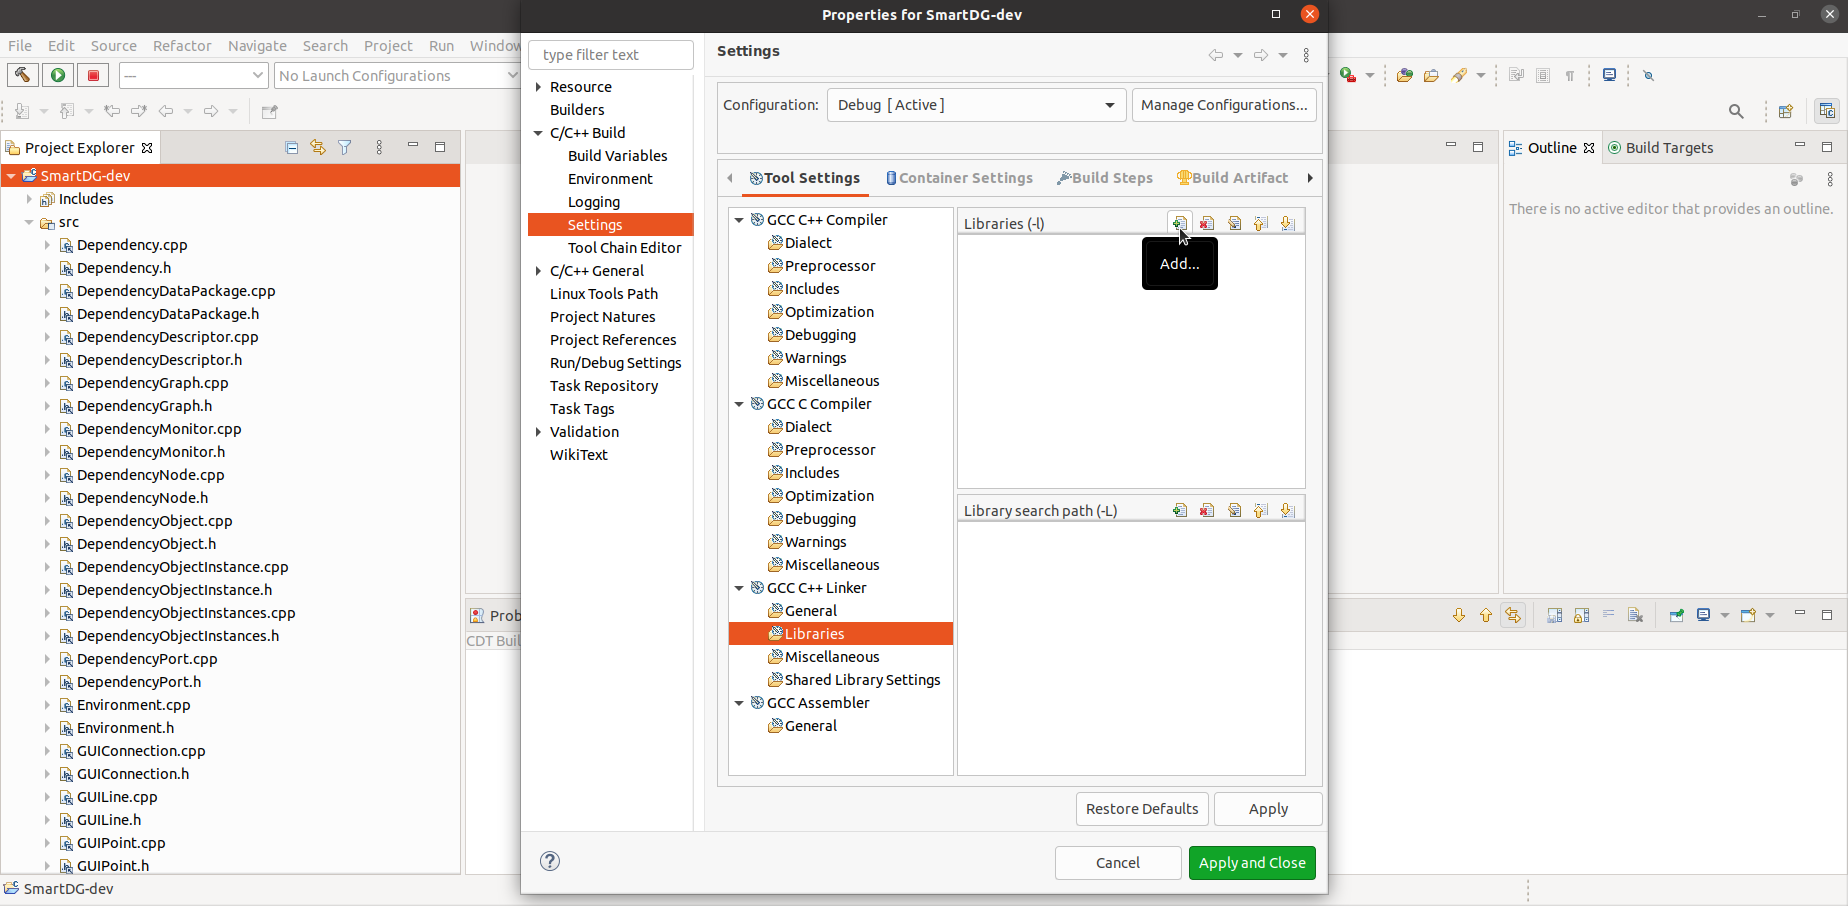 Properties for SmartDG-dev
File Edit Source Refactor Navigate Search Project Run Window
--- No Launch Configurations
Project Explorer
SmartDG-dev
Includes
src
Dependency.cpp
Dependency.h
DependencyDataPackage.cpp
DependencyDataPackage.h
DependencyDescriptor.cpp
DependencyDescriptor.h
DependencyGraph.cpp
DependencyGraph.h
DependencyMonitor.cpp
DependencyMonitor.h
DependencyNode.cpp
DependencyNode.h
DependencyObject.cpp
DependencyObject.h
DependencyObjectInstance.cpp
DependencyObjectInstance.h
DependencyObjectInstances.cpp
DependencyObjectInstances.h
DependencyPort.cpp
DependencyPort.h
Environment.cpp
Environment.h
GUIConnection.cpp
GUIConnection.h
GUILine.cpp
GUILine.h
GUIPoint.cpp
GUIPoint.h
SmartDG-dev
Prob
CDT Buil
type filter text
Resource
Builders
C/C++ Build
Build Variables
Environment
Logging
Settings
Tool Chain Editor
C/C++ General
Linux Tools Path
Project Natures
Project References
Run/Debug Settings
Task Repository
Task Tags
Validation
WikiText
Settings
Configuration: Debug [ Active ] Manage Configurations...
Tool Settings Container Settings Build Steps Build Artifact
GCC C++ Compiler
Dialect
Preprocessor
Includes
Optimization
Debugging
Warnings
Miscellaneous
GCC C Compiler
Dialect
Preprocessor
Includes
Optimization
Debugging
Warnings
Miscellaneous
GCC C++ Linker
General
Libraries
Miscellaneous
Shared Library Settings
GCC Assembler
General
Libraries (-l)
Add...
Library search path (-L)
Restore Defaults Apply
Cancel Apply and Close
Outline Build Targets
There is no active editor that provides an outline.